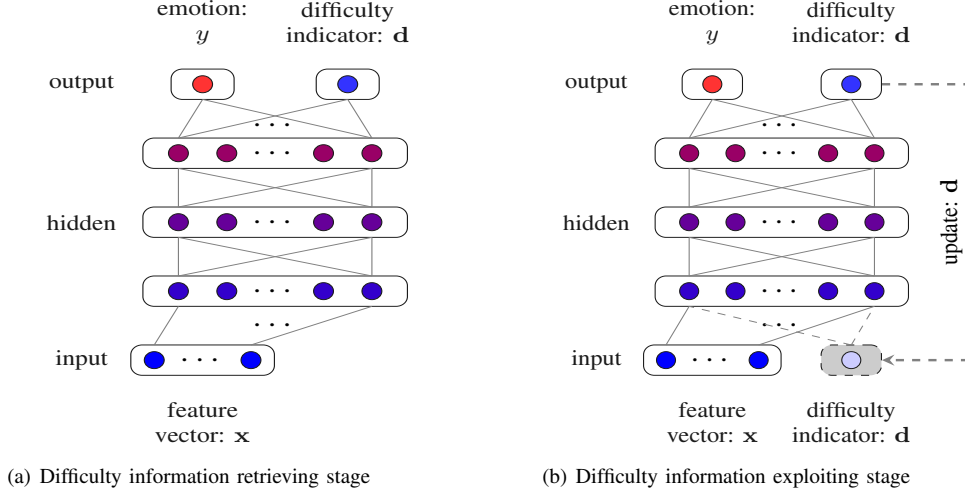 emotion: difficulty
y indicator: d
output
. . .
. . .
hidden . . .
. . .
. . .
input . . .
feature
vector: x
(a) Difficulty information retrieving stage
emotion: difficulty
y indicator: d
output
. . .
. . .
hidden . . .
update: d
. . .
. . .
input . . .
feature difficulty
vector: x indicator: d
(b) Difficulty information exploiting stage